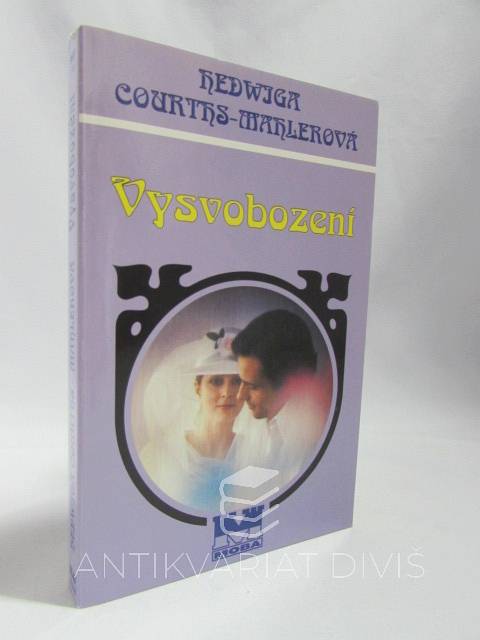 HEDWIGA
COURTHS-MAHLEROVÁ
Vysvobození
MOBA
ANTIKVARIÁT DIVIŠ